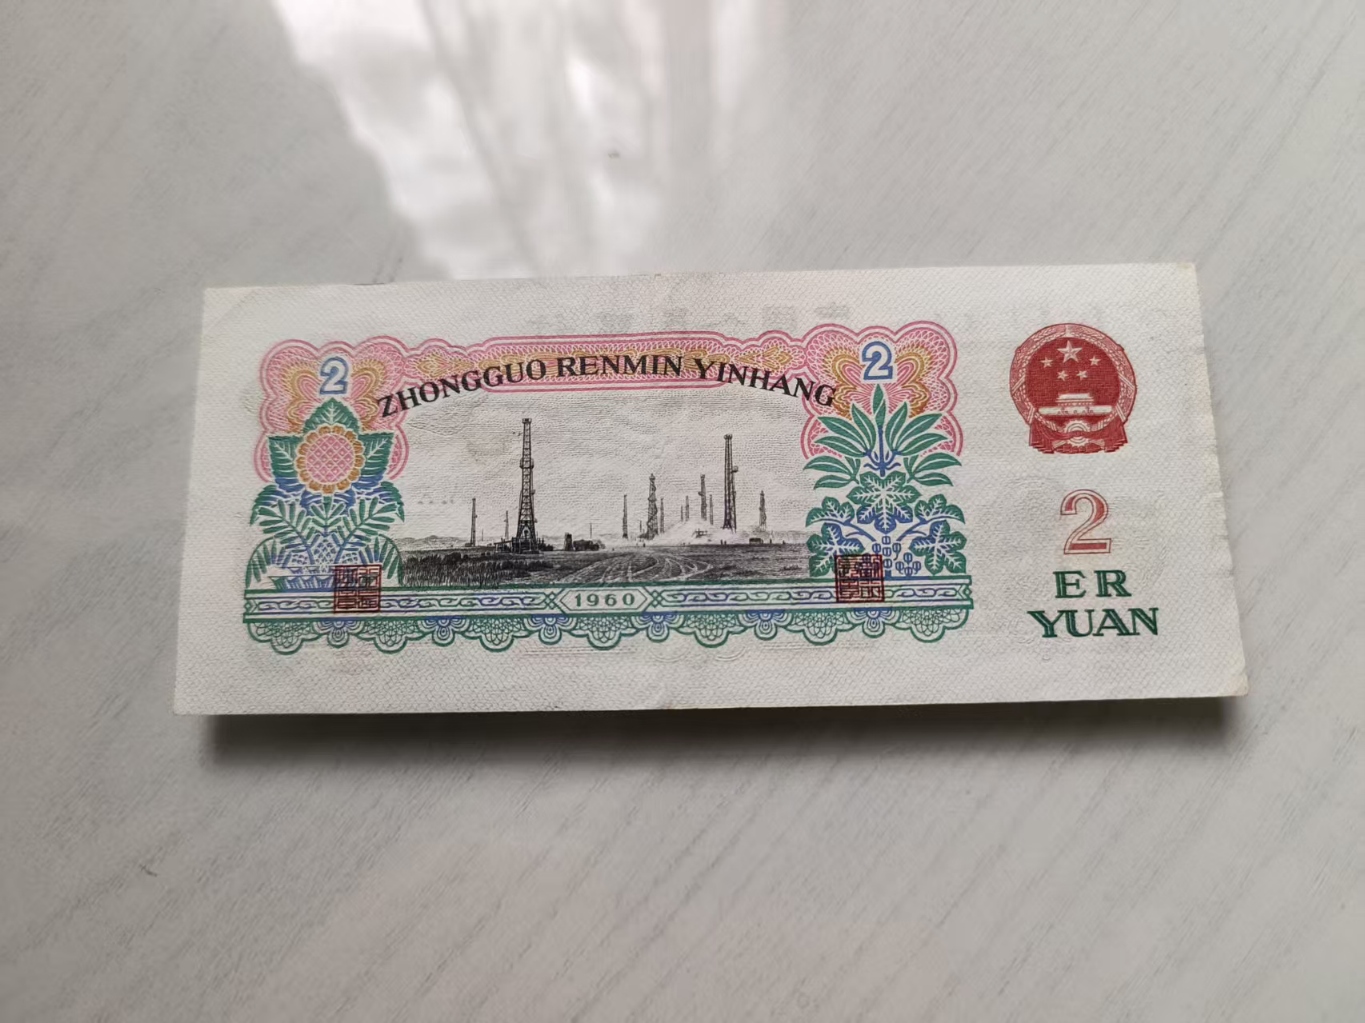 2 2
ZHONGGUO RENMIN YINHANG
1960
2
ER
YUAN